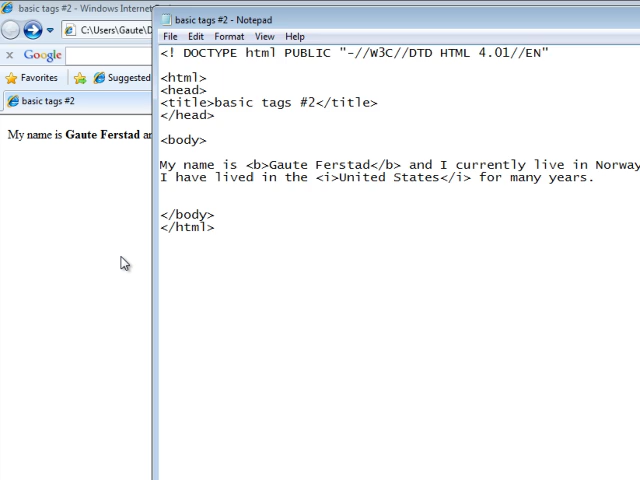 basic tags #2 - Windows Internet
basic tags #2 - Notepad
C:\Users\Gaute\D
File Edit Format View Help
x Google
Favorites
Suggested
basic tags #2
My name is Gaute Ferstad
<! DOCTYPE html PUBLIC "-//W3C//DTD HTML 4.01//EN"
<html>
<head>
<title>basic tags #2</title>
</head>
<body>
My name is <b>Gaute Ferstad</b> and I currently live in Norway
I have lived in the <i>United States</i> for many years.
</body>
</html>